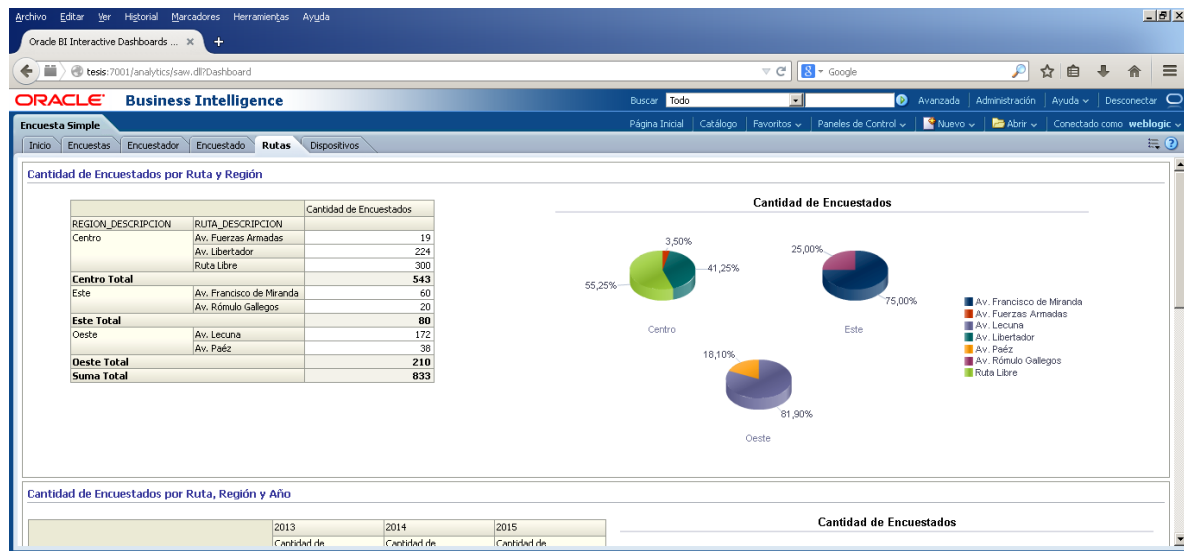 Archivo Editar Ver Historial Marcadores Herramientas Ayuda
Oracle BI Interactive Dashboards ...
tesis:7001/analytics/saw.dll?Dashboard
Google
ORACLE Business Intelligence
Buscar Todo Avanzada Administración Ayuda Desconectar
Encuesta Simple
Página Inicial Catálogo Favoritos Paneles de Control Nuevo Abrir Conectado como weblogic
Inicio Encuestas Encuestador Encuestado Rutas Dispositivos
Cantidad de Encuestados por Ruta y Región
Cantidad de Encuestados
REGION_DESCRIPCION RUTA_DESCRIPCION
Centro Av. Fuerzas Armadas 19
Av. Libertador 224
Ruta Libre 300
Centro Total 543
Este Av. Francisco de Miranda 60
Av. Rómulo Gallegos 20
Este Total 80
Oeste Av. Lecuna 172
Av. Paéz 38
Oeste Total 210
Suma Total 833
Cantidad de Encuestados
3,50%
41,25%
55,25%
Centro
25,00%
75,00%
Este
18,10%
81,90%
Oeste
Av. Francisco de Miranda
Av. Fuerzas Armadas
Av. Lecuna
Av. Libertador
Av. Paéz
Av. Rómulo Gallegos
Ruta Libre
Cantidad de Encuestados por Ruta, Región y Año
2013 2014 2015
Cantidad de Cantidad de Cantidad de
Cantidad de Encuestados